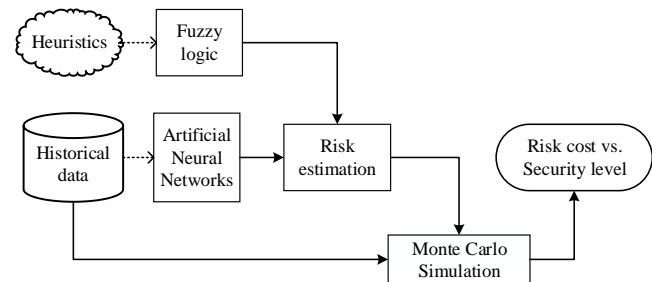 Heuristics
Fuzzy
logic
Historical
data
Artificial
Neural
Networks
Risk
estimation
Risk cost vs.
Security level
Monte Carlo
Simulation